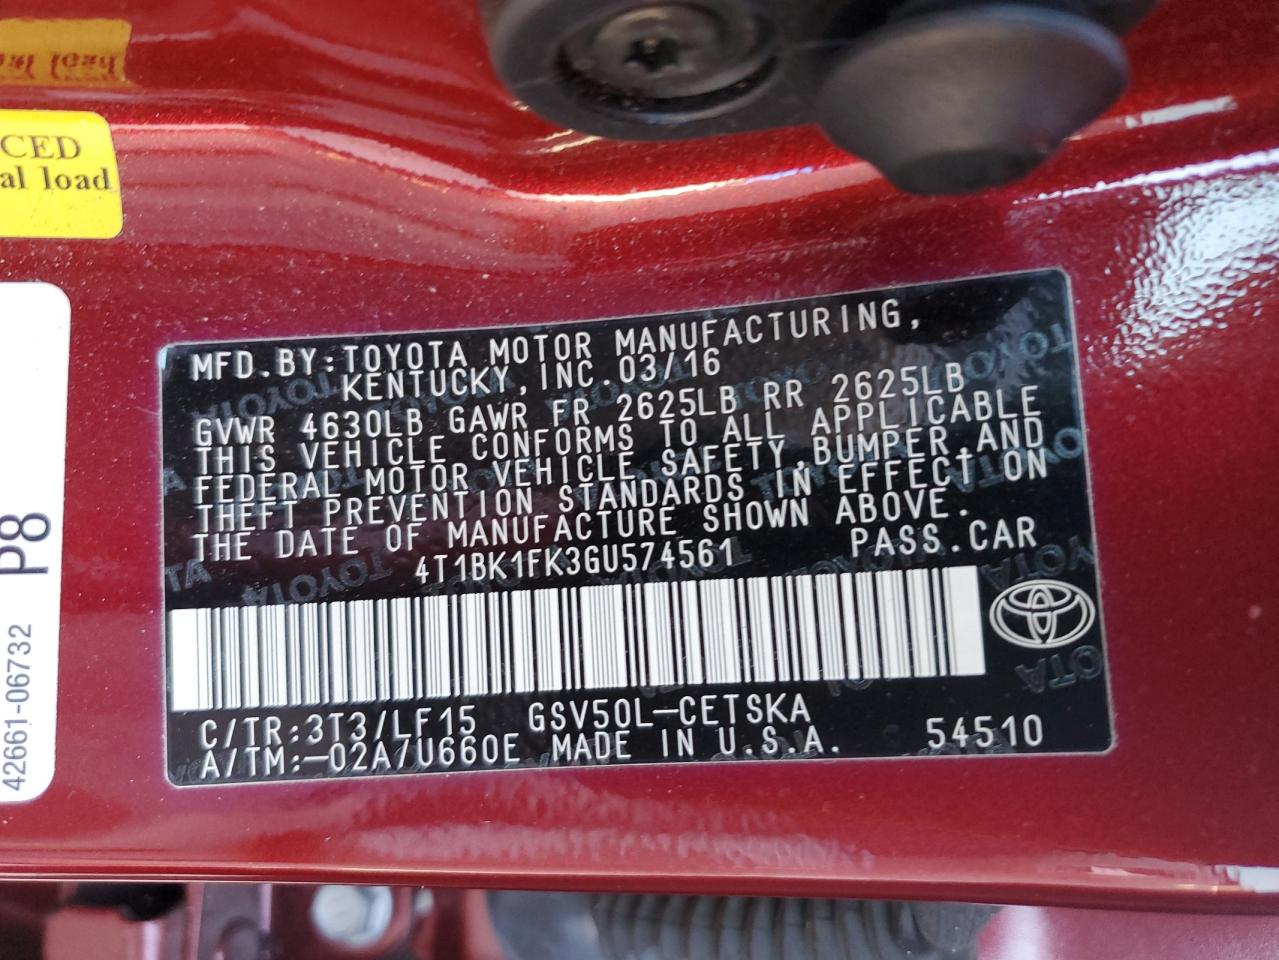 CED
al load
P8
42661-06732
MFD.BY:TOYOTA MOTOR MANUFACTURING,
KENTUCKY,INC.03/16
GVWR 4630LB GAWR FR 2625LB RR 2625LB
THIS VEHICLE CONFORMS TO ALL APPLICABLE
FEDERAL MOTOR VEHICLE SAFETY,BUMPER,AND
THEFT PREVENTION STANDARDS IN EFFECT ON
THE DATE OF MANUFACTURE SHOWN ABOVE.
4T1BK1FK3GU574561 PASS.CAR
C/TR:3T3/LF15 GSV50L-CETSKA
A/TM:-02A/U660E MADE IN U.S.A. 54510